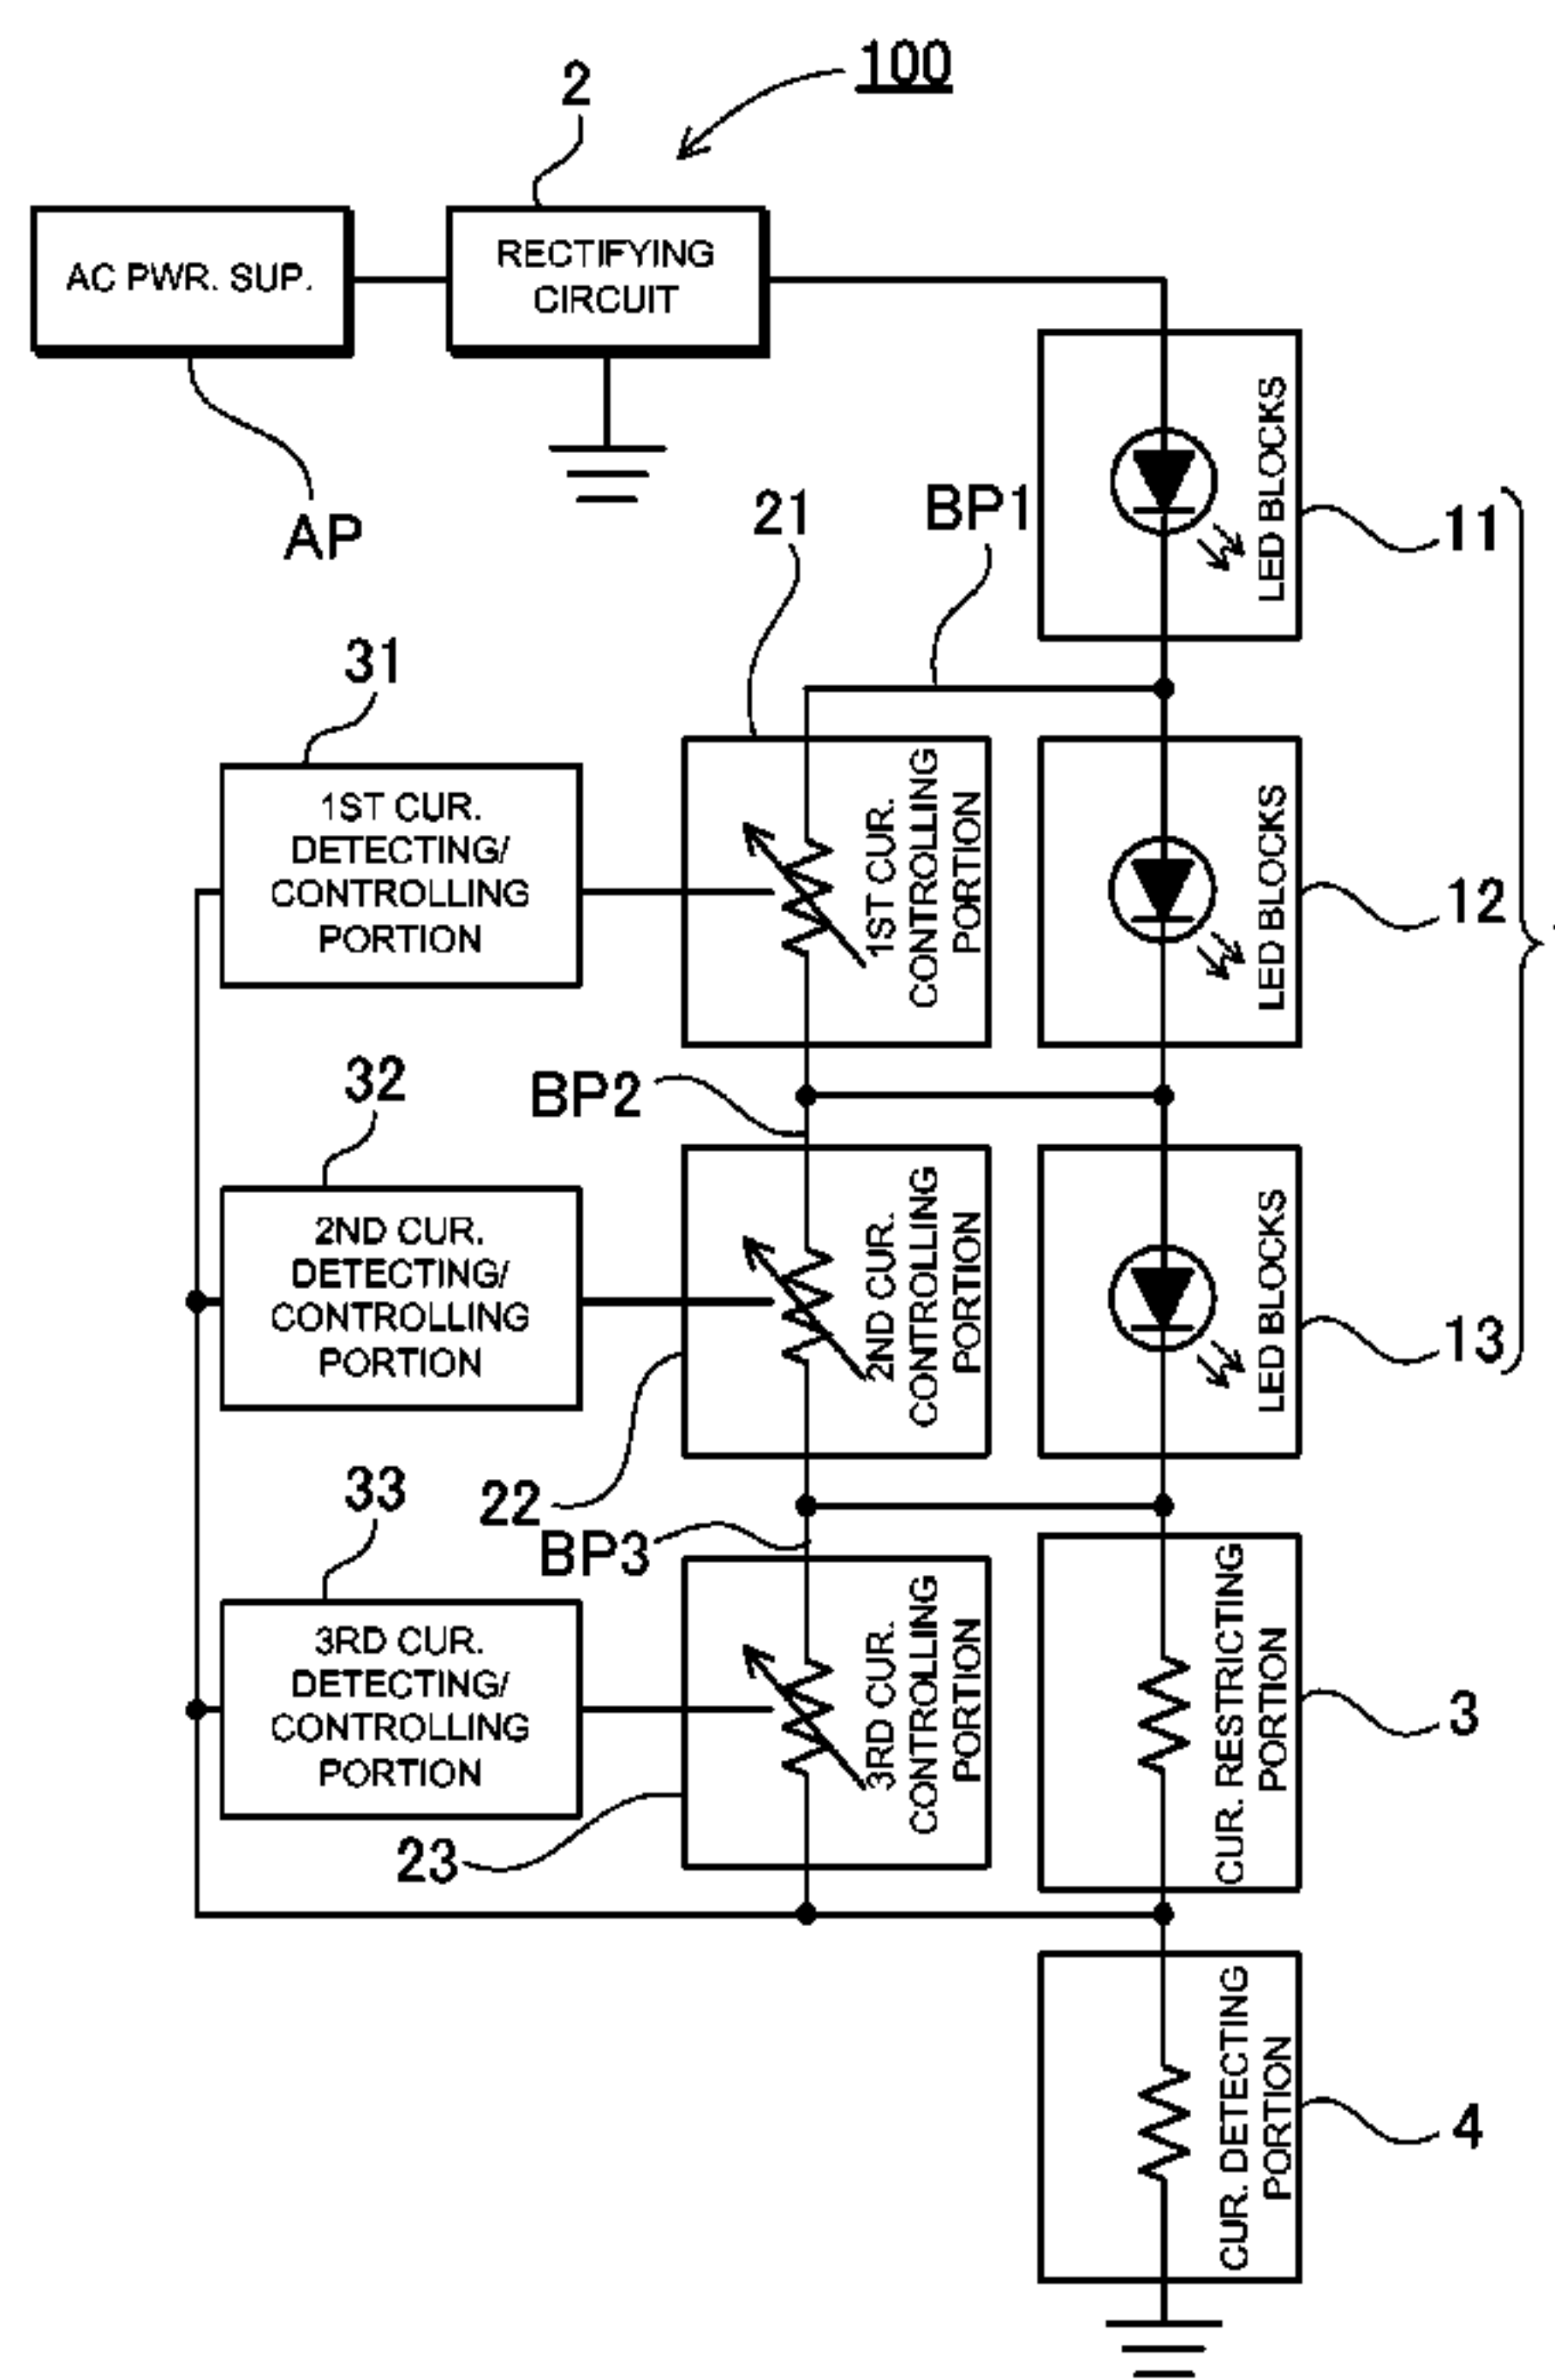 100
2
AC PWR. SUP.
RECTIFYING
CIRCUIT
AP
LED BLOCKS
11
BP1
21
31
1ST CUR.
DETECTING/
CONTROLLING
PORTION
1ST CUR.
CONTROLLING
PORTION
LED BLOCKS
12
32
BP2
2ND CUR.
DETECTING/
CONTROLLING
PORTION
2ND CUR.
CONTROLLING
PORTION
LED BLOCKS
13
22
33
BP3
3RD CUR.
DETECTING/
CONTROLLING
PORTION
3RD CUR.
CONTROLLING
PORTION
CUR. RESTRICTING
PORTION
3
23
CUR. DETECTING
PORTION
4